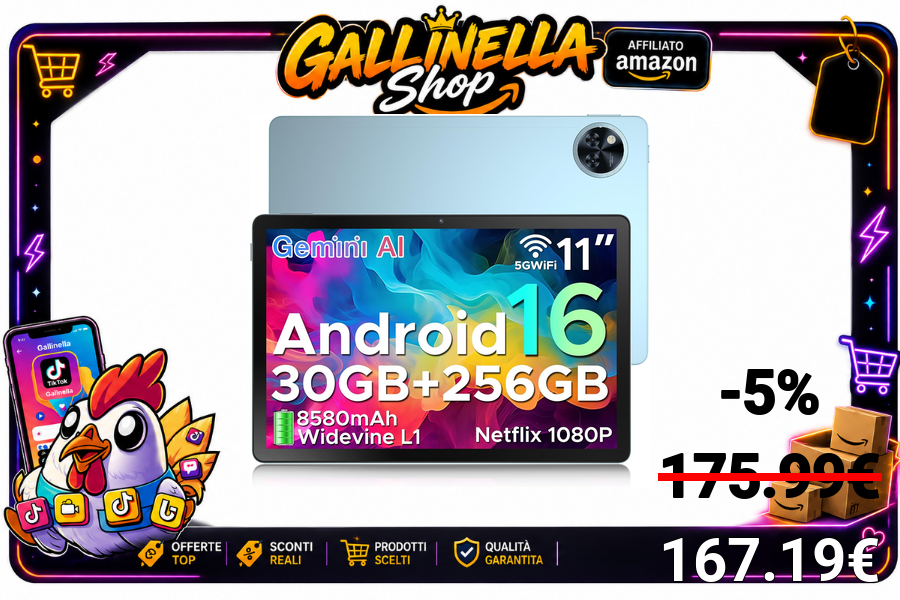 GALLINELLA
Shop
AFFILIATO
amazon
Gemini AI
5GWiFi
11”
Android 16
30GB+256GB
8580mAh
Widevine L1
Netflix 1080P
Gallinella
TikTok
Gallinella
-5%
175.99€
167.19€
OFFERTE
TOP
SCONTI
REALI
PRODOTTI
SCELTI
QUALITÀ
GARANTITA